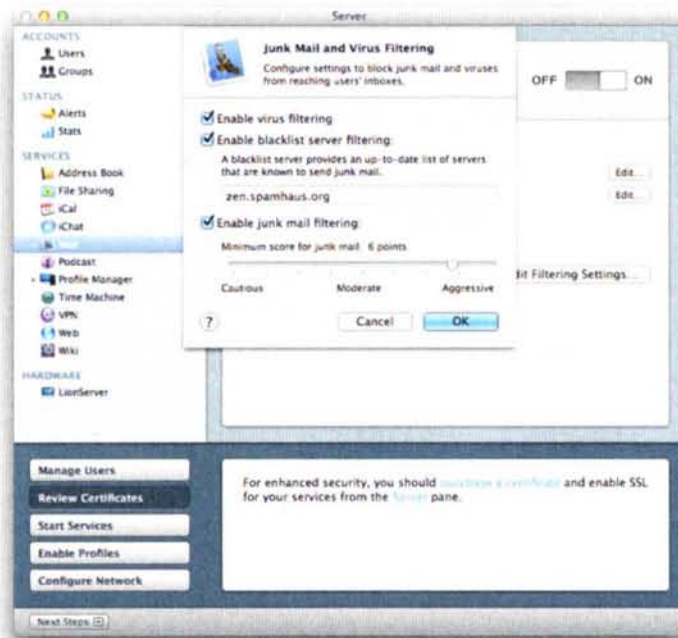 Server
ACCOUNTS
Users
Groups
STATUS
Alerts
Stats
SERVICES
Address Book
File Sharing
iCal
iChat
Podcast
Profile Manager
Time Machine
VPN
Web
Wiki
HARDWARE
LionServer
Junk Mail and Virus Filtering
Configure settings to block junk mail and viruses
from reaching users' inboxes.
Enable virus filtering
Enable blacklist server filtering:
A blacklist server provides an up-to-date list of servers
that are known to send junk mail.
zen.spamhaus.org
Enable junk mail filtering:
Minimum score for junk mail: 6 points
Cautious Moderate Aggressive
? Cancel OK
OFF ON
Edit...
Edit...
dit Filtering Settings...
Manage Users
Review Certificates
Start Services
Enable Profiles
Configure Network
For enhanced security, you should purchase a certificate and enable SSL
for your services from the Server pane.
Next Steps